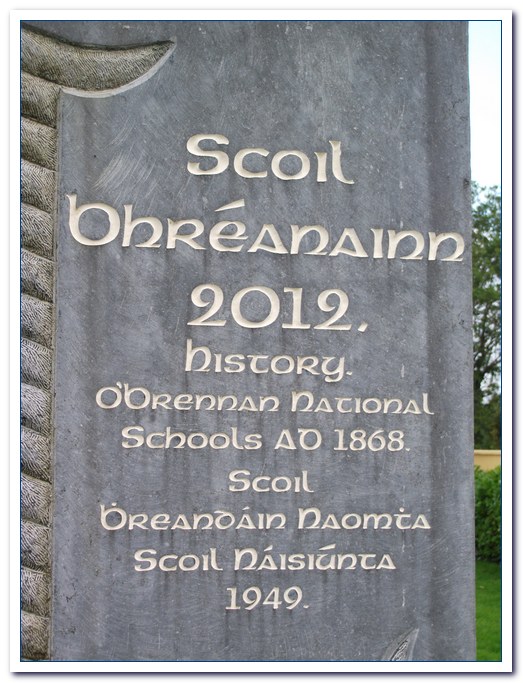 Scoil
Bhréanainn
2012.
History.
O'Brennan National
Schools AD 1868.
Scoil
Ḃreandáin Naomṫa
Scoil Náisiúnta
1949.